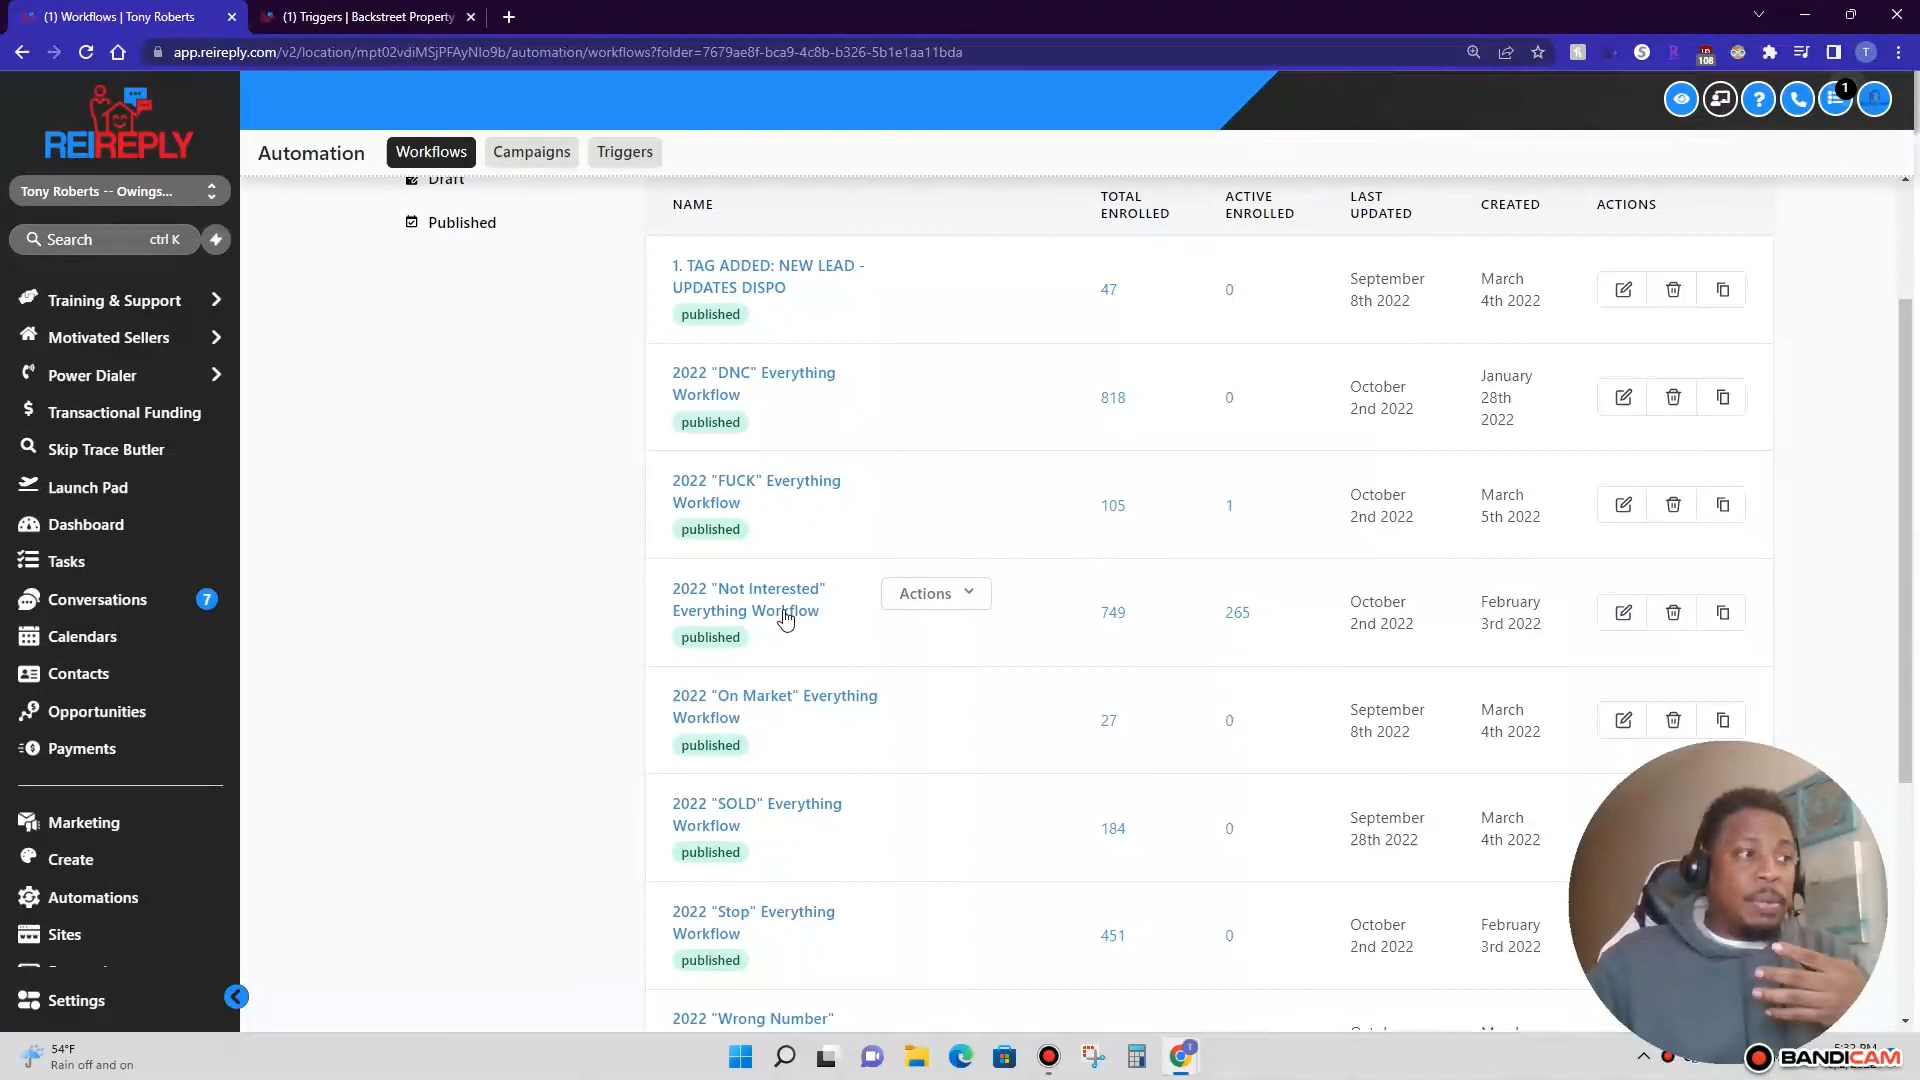 (1) Workflows | Tony Roberts
(1) Triggers | Backstreet Property
app.reireply.com/v2/location/mpt02vdiMSjPFAyNIo9b/automation/workflows?folder=7679ae8f-bca9-4c8b-b326-5b1e1aa11bda
108
T
REIREPLY
1
Automation
Workflows
Campaigns
Triggers
Tony Roberts -- Owings...
Search
ctrl K
Training & Support
Motivated Sellers
Power Dialer
Transactional Funding
Skip Trace Butler
Launch Pad
Dashboard
Tasks
Conversations
7
Calendars
Contacts
Opportunities
Payments
Marketing
Create
Automations
Sites
Settings
Draft
Published
NAME
TOTAL ENROLLED
ACTIVE ENROLLED
LAST UPDATED
CREATED
ACTIONS
1. TAG ADDED: NEW LEAD -
UPDATES DISPO
published
47
0
September
8th 2022
March
4th 2022
2022 "DNC" Everything
Workflow
published
818
0
October
2nd 2022
January
28th
2022
2022 "FUCK" Everything
Workflow
published
105
1
October
2nd 2022
March
5th 2022
2022 "Not Interested"
Everything Workflow
published
Actions
749
265
October
2nd 2022
February
3rd 2022
2022 "On Market" Everything
Workflow
published
27
0
September
8th 2022
March
4th 2022
2022 "SOLD" Everything
Workflow
published
184
0
September
28th 2022
March
4th 2022
2022 "Stop" Everything
Workflow
published
451
0
October
2nd 2022
February
3rd 2022
2022 "Wrong Number"
54°F
Rain off and on
BANDICAM